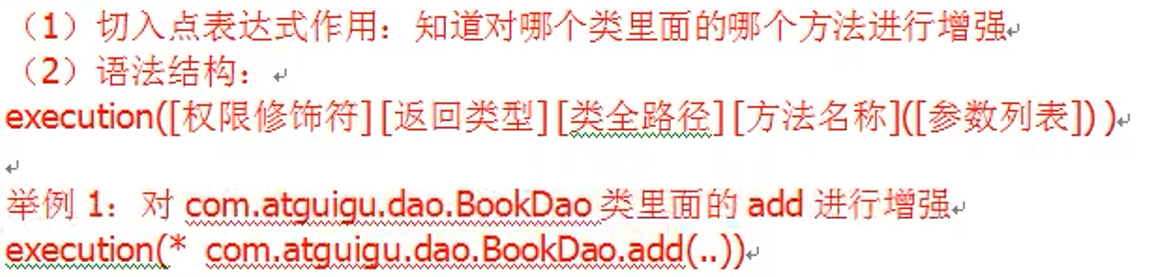 （1）切入点表达式作用：知道对哪个类里面的哪个方法进行增强
（2）语法结构：
execution([权限修饰符][返回类型][类全路径][方法名称]([参数列表]) )
举例 1：对 com.atguigu.dao.BookDao 类里面的 add 进行增强
execution(* com.atguigu.dao.BookDao.add(..))